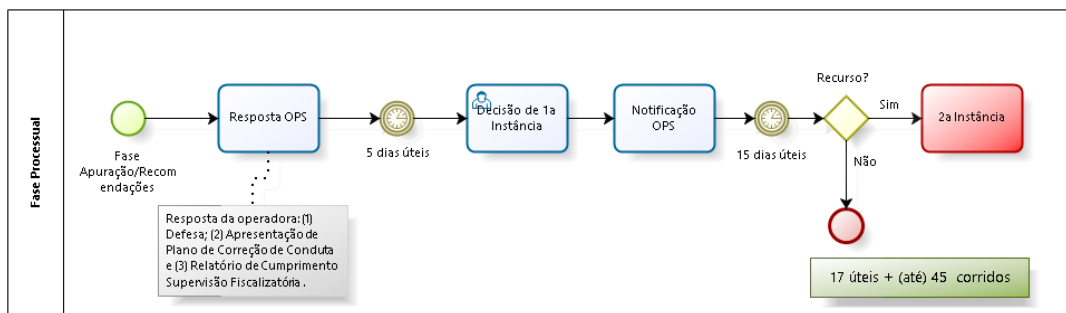 Fase Processual
Fase
Apuração/Recom
endações
Resposta OPS
Resposta da operadora: (1)
Defesa; (2) Apresentação de
Plano de Correção de Conduta
e (3) Relatório de Cumprimento
Supervisão Fiscalizatória.
5 dias úteis
Decisão de 1a
Instância
Notificação
OPS
15 dias úteis
Recurso?
Sim
Não
2a Instância
17 úteis + (até) 45 corridos